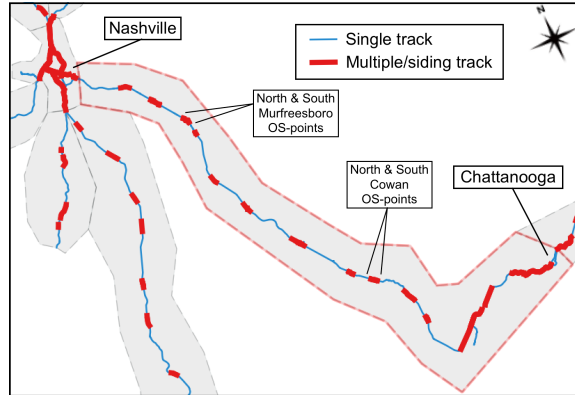 Nashville
N
Single track
Multiple/siding track
North & South
Murfreesboro
OS-points
North & South
Cowan
OS-points
Chattanooga